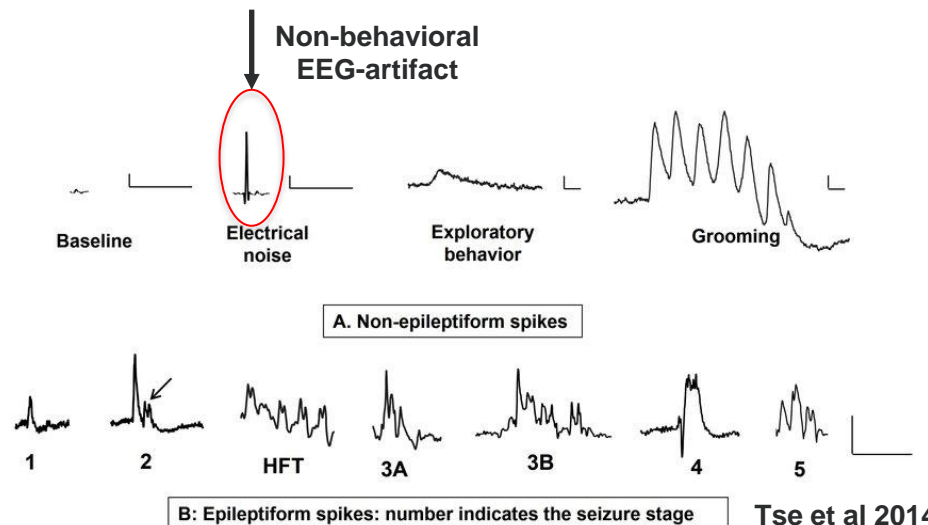 Non-behavioral
EEG-artifact
Baseline
Electrical
noise
Exploratory
behavior
Grooming
A. Non-epileptiform spikes
1
2
HFT
3A
3B
4
5
B: Epileptiform spikes: number indicates the seizure stage
Tse et al 2014